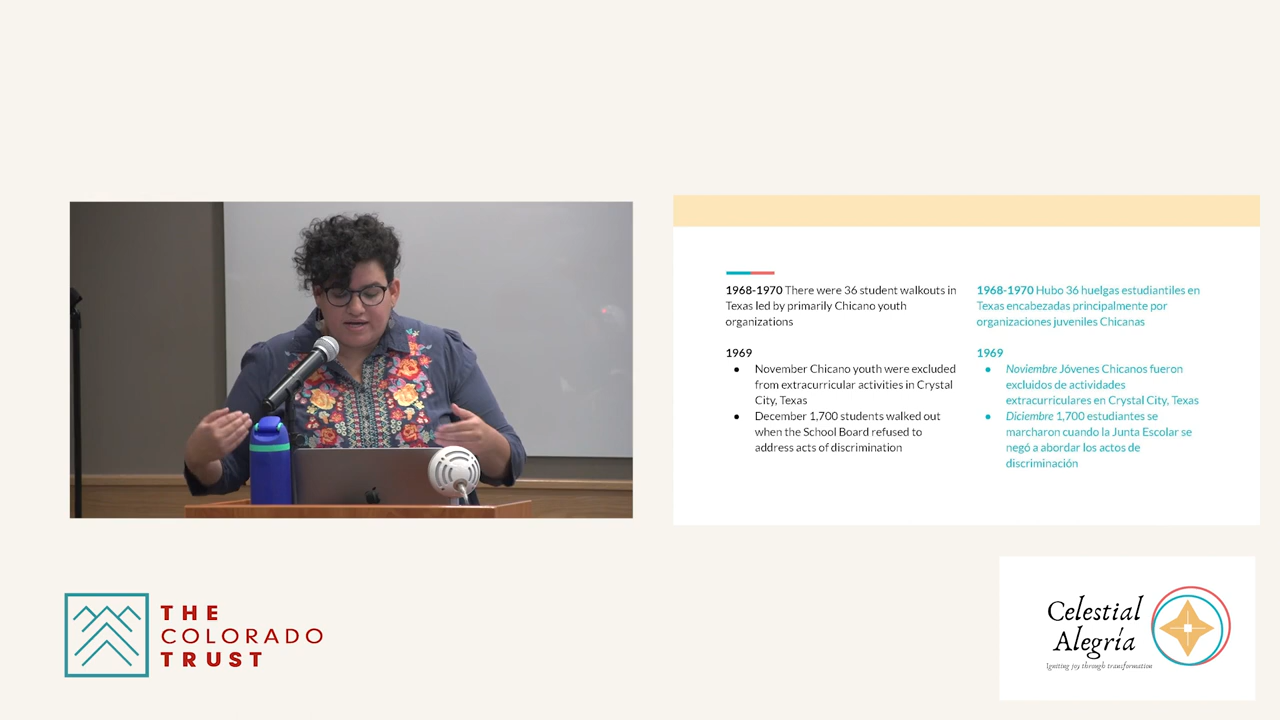 1968-1970 There were 36 student walkouts in
Texas led by primarily Chicano youth
organizations
1969
● November Chicano youth were excluded
from extracurricular activities in Crystal
City, Texas
● December 1,700 students walked out
when the School Board refused to
address acts of discrimination
1968-1970 Hubo 36 huelgas estudiantiles en
Texas encabezadas principalmente por
organizaciones juveniles Chicanas
1969
● Noviembre Jóvenes Chicanos fueron
excluidos de actividades
extracurriculares en Crystal City, Texas
● Diciembre 1,700 estudiantes se
marcharon cuando la Junta Escolar se
negó a abordar los actos de
discriminación
THE
COLORADO
TRUST
Celestial
Alegría
Igniting joy through transformation